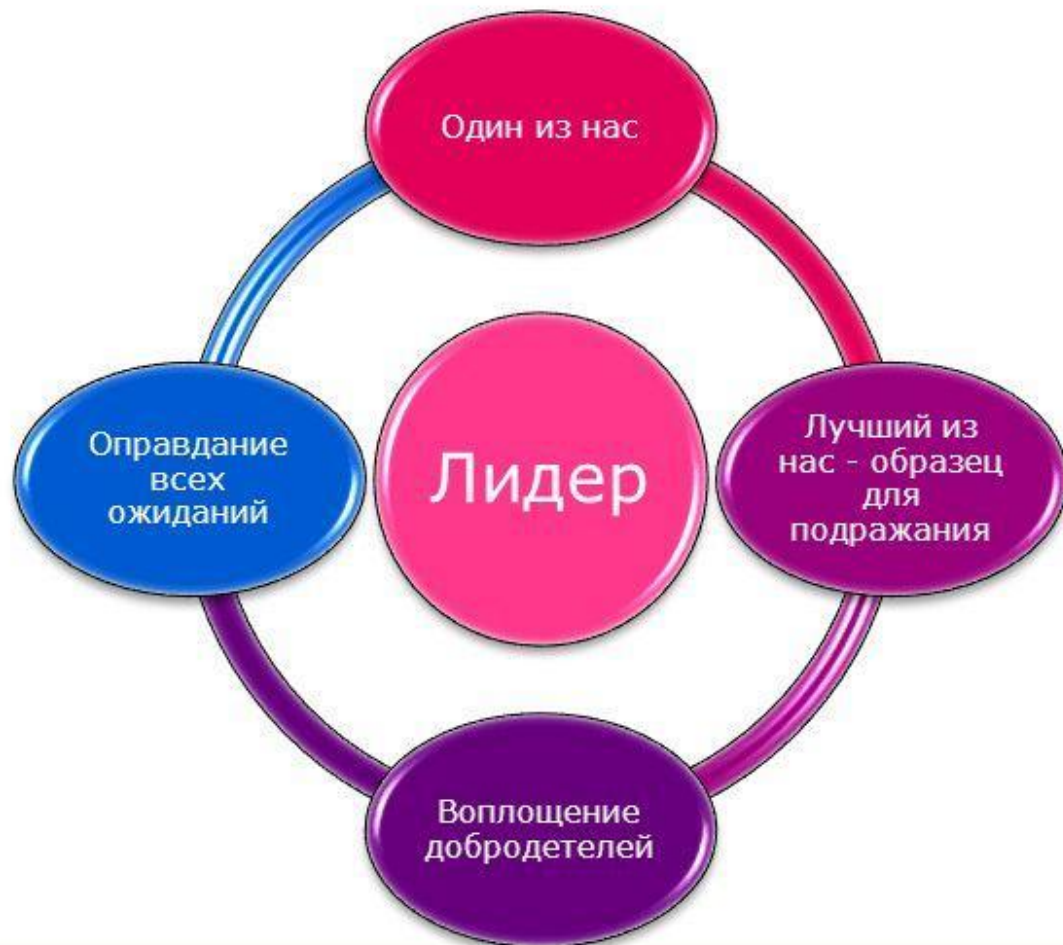 Один из нас
Лучший из
нас - образец
для
подражания
Лидер
Оправдание
всех
ожиданий
Воплощение
добродетелей